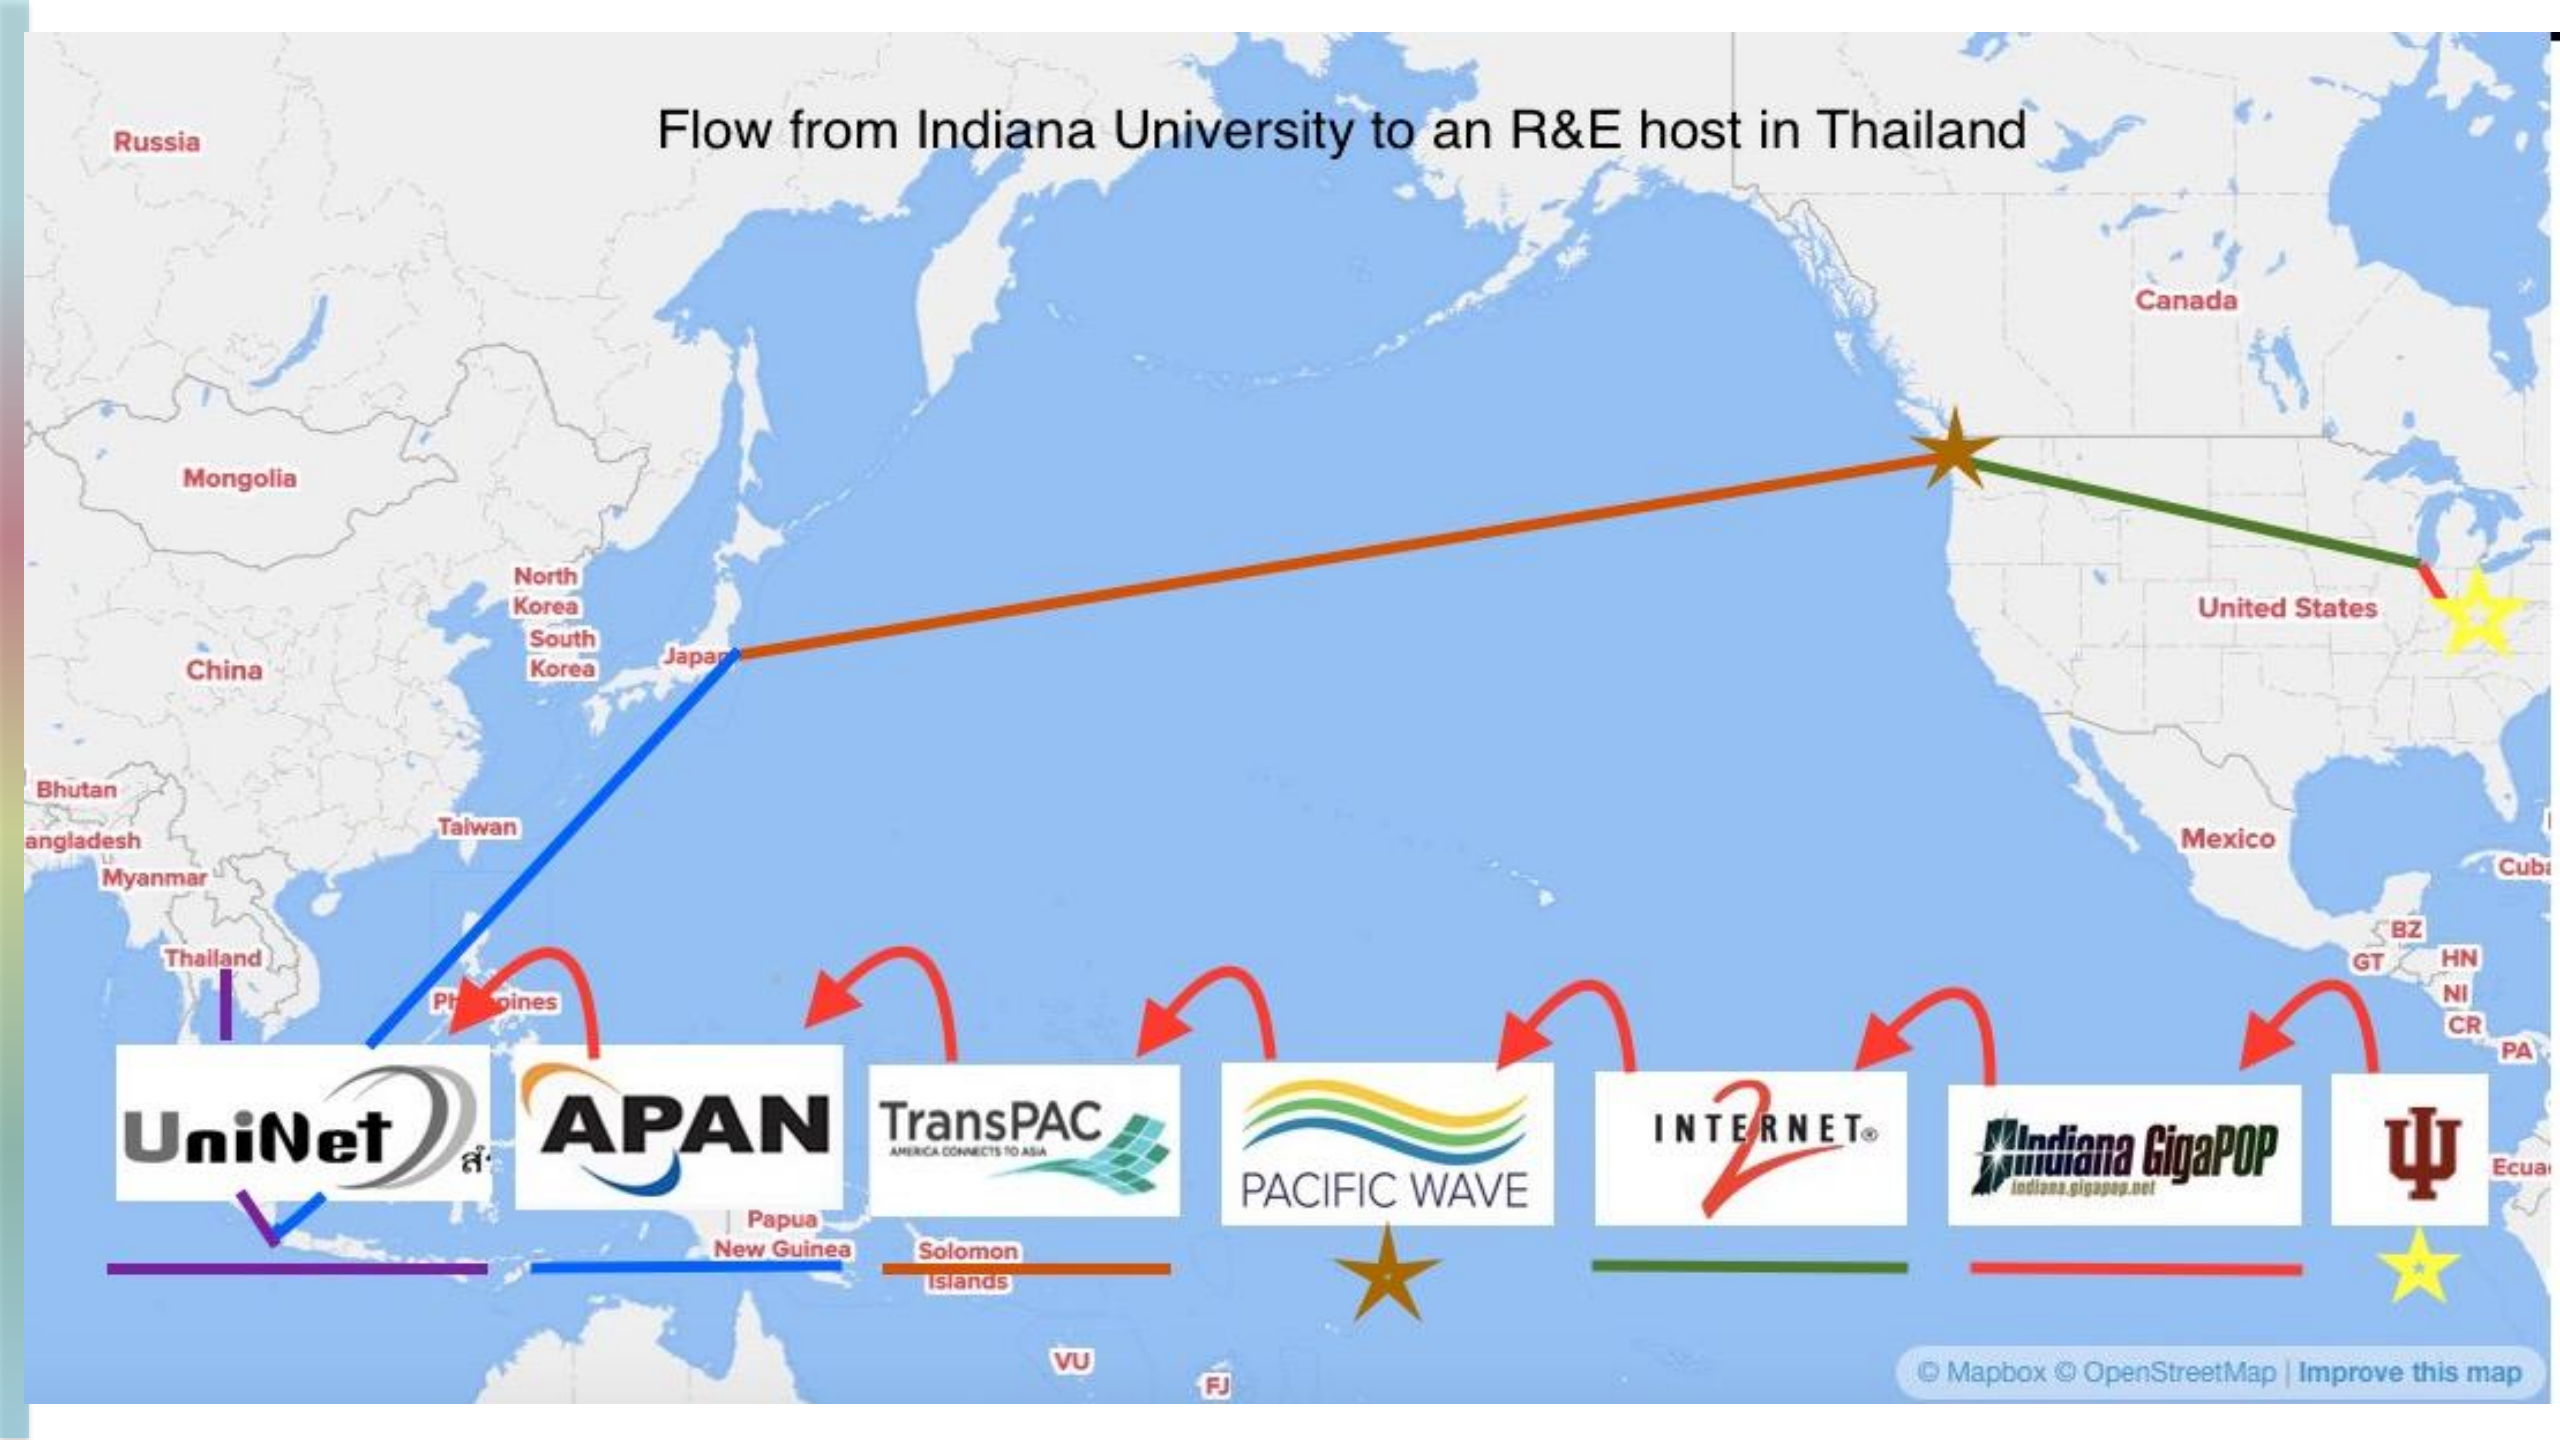 Flow from Indiana University to an R&E host in Thailand
Russia
Canada
Mongolia
North
Korea
South
Korea
Japan
China
United States
Bhutan
angladesh
Myanmar
Taiwan
Mexico
Cuba
Thailand
BZ
GT
HN
NI
CR
PA
UniNet
APAN
TransPAC
AMERICA CONNECTS TO ASIA
PACIFIC WAVE
INTERNET®
2
Indiana GigaPOP
indiana.gigapop.net
Ecua
Papua
New Guinea
Solomon
Islands
VU
FJ
© Mapbox © OpenStreetMap | Improve this map